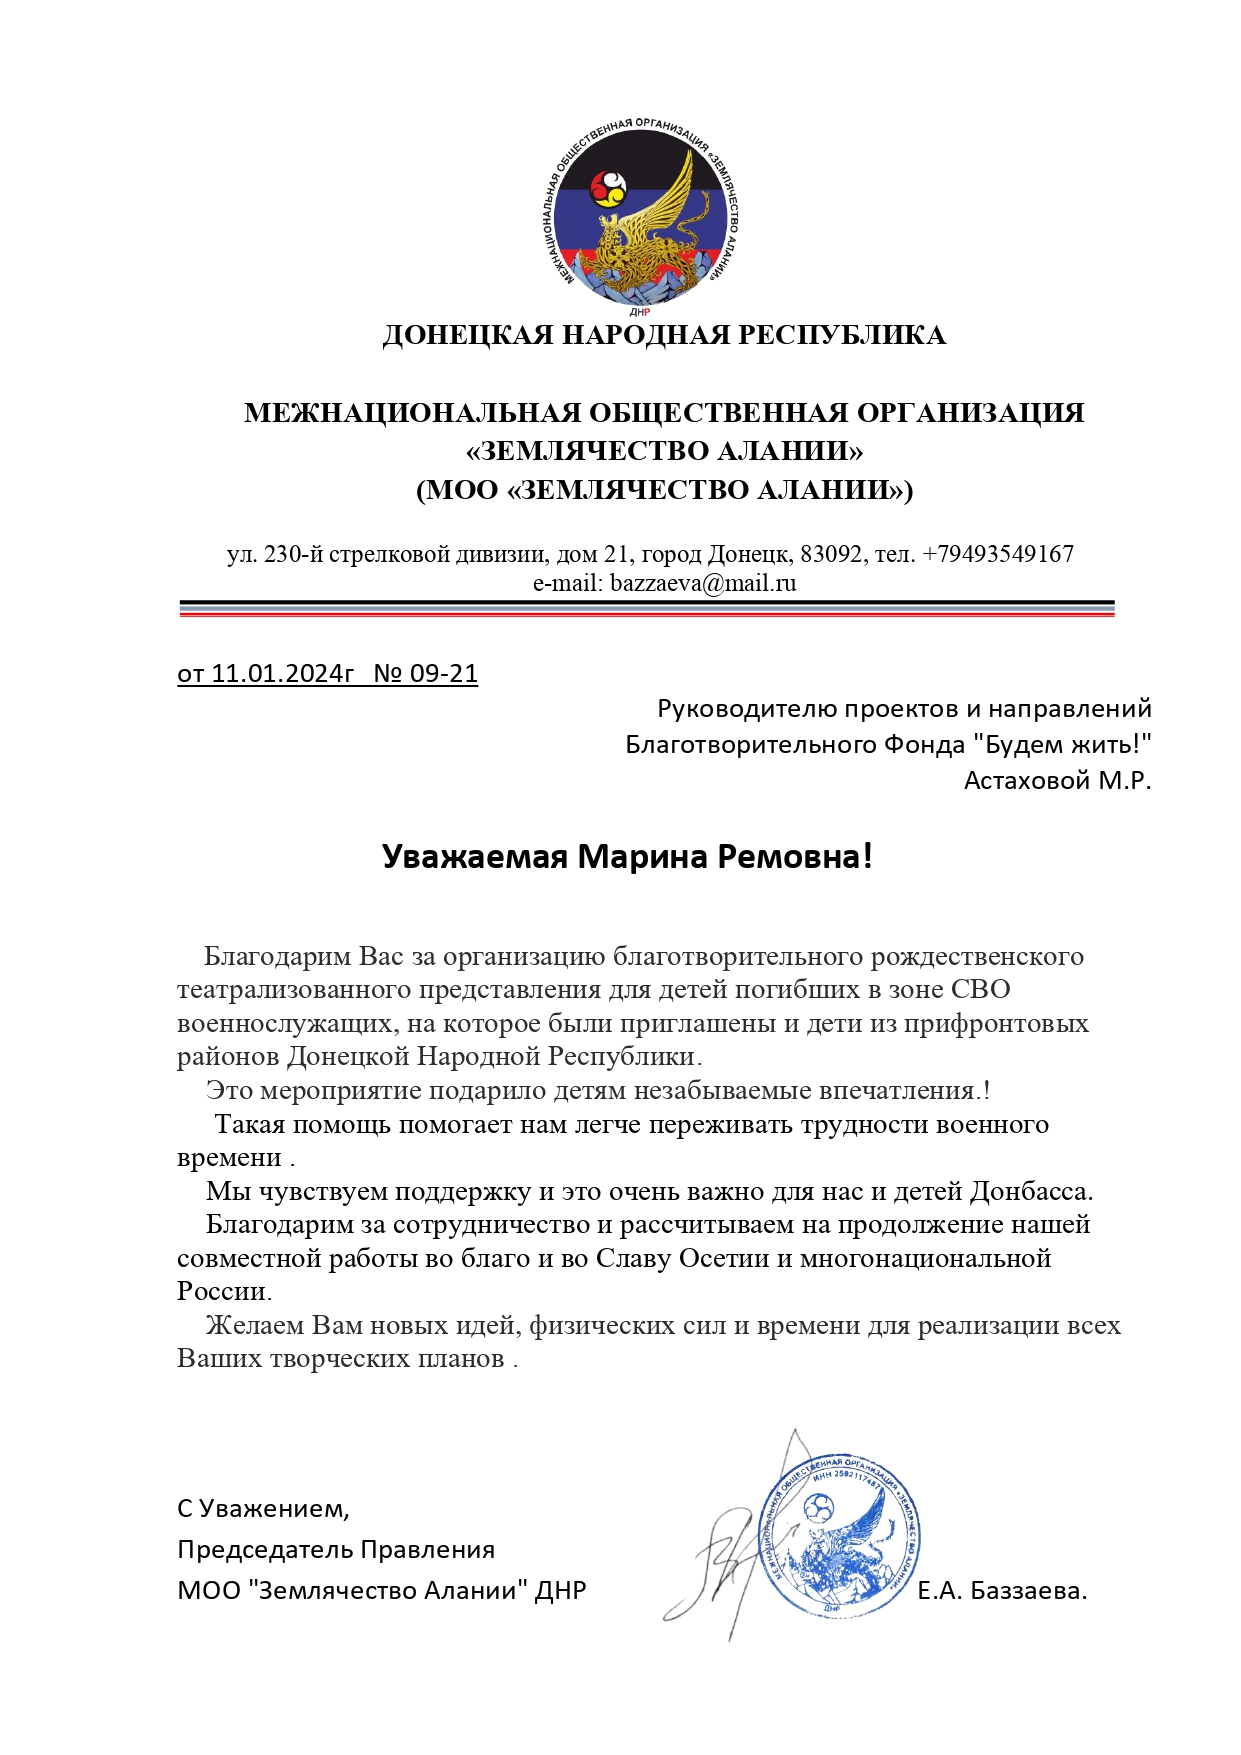 МЕЖНАЦИОНАЛЬНАЯ ОБЩЕСТВЕННАЯ ОРГАНИЗАЦИЯ «ЗЕМЛЯЧЕСТВО АЛАНИИ»
ДНР
ДОНЕЦКАЯ НАРОДНАЯ РЕСПУБЛИКА
МЕЖНАЦИОНАЛЬНАЯ ОБЩЕСТВЕННАЯ ОРГАНИЗАЦИЯ
«ЗЕМЛЯЧЕСТВО АЛАНИИ»
(МОО «ЗЕМЛЯЧЕСТВО АЛАНИИ»)
ул. 230-й стрелковой дивизии, дом 21, город Донецк, 83092, тел. +79493549167
e-mail: bazzaeva@mail.ru
от 11.01.2024г № 09-21
Руководителю проектов и направлений
Благотворительного Фонда "Будем жить!"
Астаховой М.Р.
Уважаемая Марина Ремовна!
Благодарим Вас за организацию благотворительного рождественского
театрализованного представления для детей погибших в зоне СВО
военнослужащих, на которое были приглашены и дети из прифронтовых
районов Донецкой Народной Республики.
Это мероприятие подарило детям незабываемые впечатления.!
Такая помощь помогает нам легче переживать трудности военного
времени .
Мы чувствуем поддержку и это очень важно для нас и детей Донбасса.
Благодарим за сотрудничество и рассчитываем на продолжение нашей
совместной работы во благо и во Славу Осетии и многонациональной
России.
Желаем Вам новых идей, физических сил и времени для реализации всех
Ваших творческих планов .
С Уважением,
Председатель Правления
МОО "Землячество Алании" ДНР
МЕЖНАЦИОНАЛЬНАЯ ОБЩЕСТВЕННАЯ ОРГАНИЗАЦИЯ «ЗЕМЛЯЧЕСТВО АЛАНИИ»
ИНН
ДНР
Е.А. Баззаева.